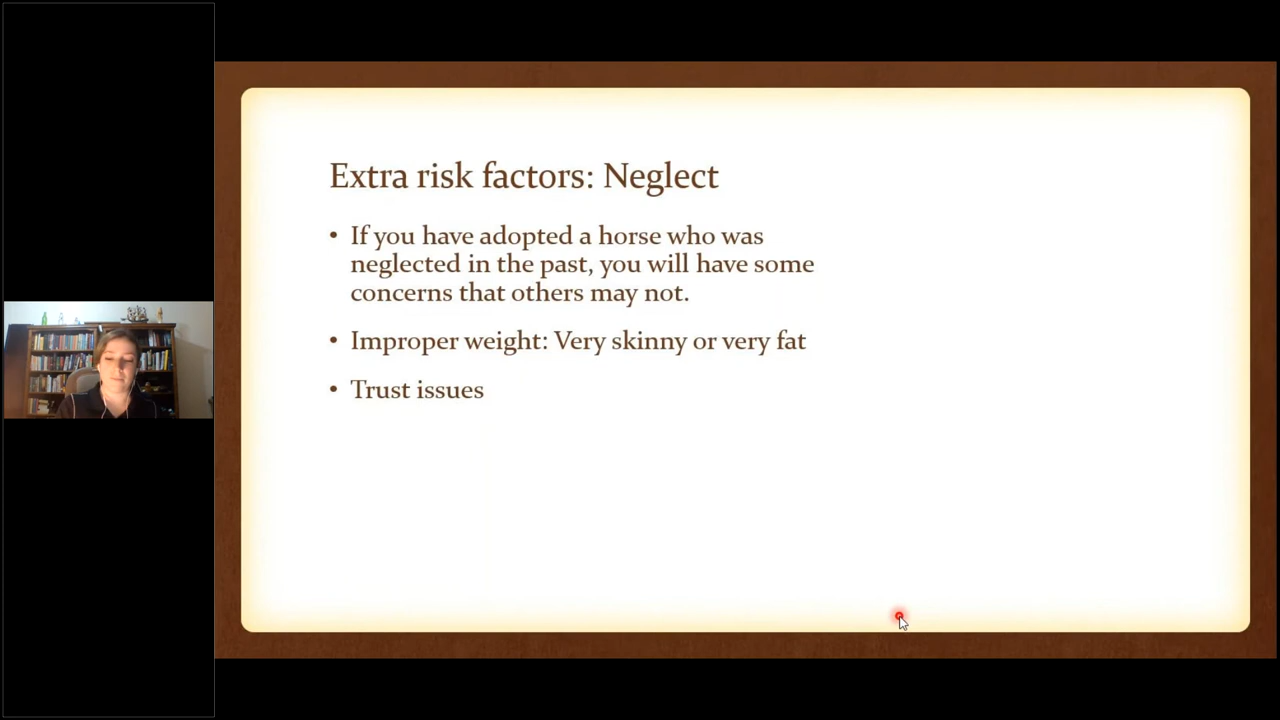 Extra risk factors: Neglect
• If you have adopted a horse who was
neglected in the past, you will have some
concerns that others may not.
• Improper weight: Very skinny or very fat
• Trust issues